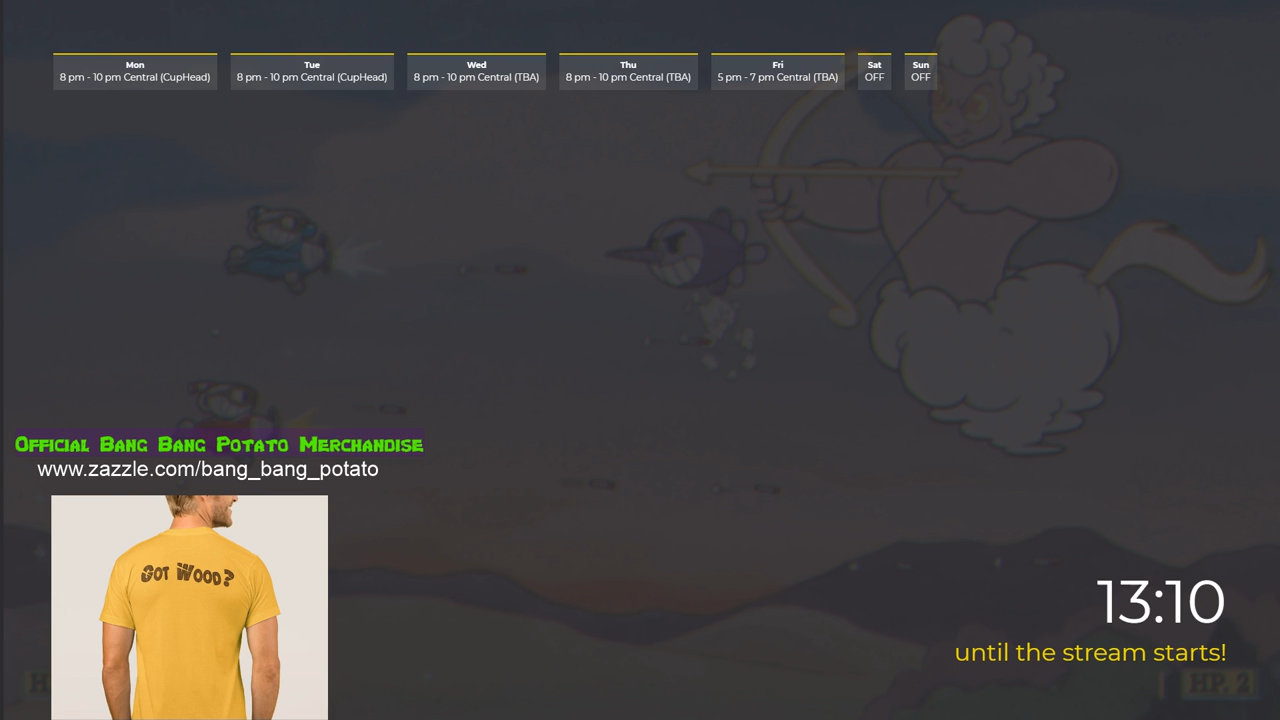 Mon
8 pm - 10 pm Central (CupHead)
Tue
8 pm - 10 pm Central (CupHead)
Wed
8 pm - 10 pm Central (TBA)
Thu
8 pm - 10 pm Central (TBA)
Fri
5 pm - 7 pm Central (TBA)
Sat
OFF
Sun
OFF
Official Bang Bang Potato Merchandise
www.zazzle.com/bang_bang_potato
Got Wood?
13:10
until the stream starts!
HP. 2